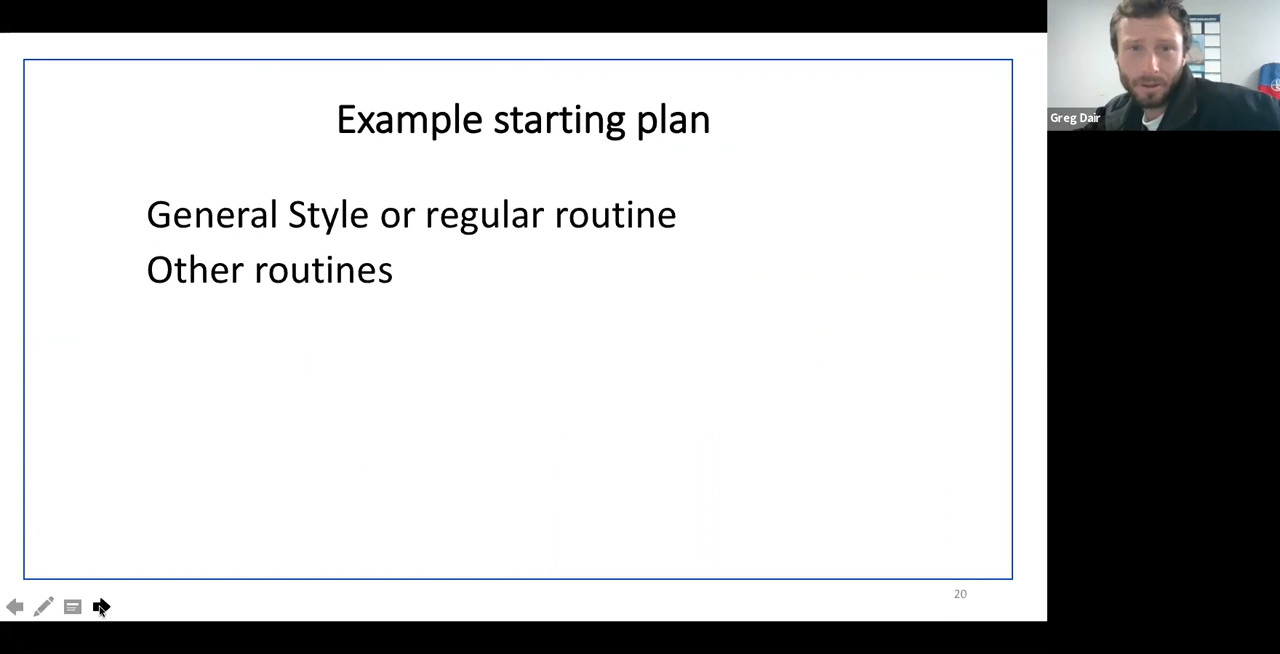 Example starting plan
General Style or regular routine
Other routines
20
Greg Dair